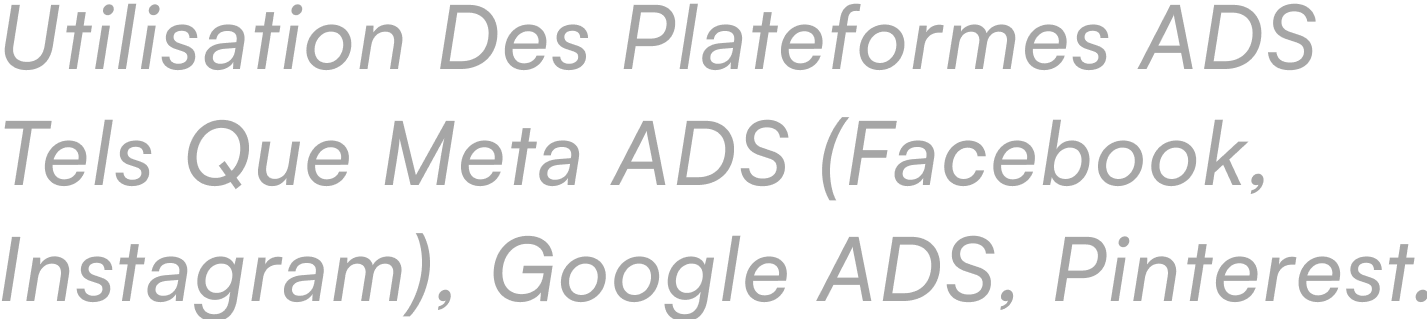 Utilisation Des Plateformes ADS
Tels Que Meta ADS (Facebook,
Instagram), Google ADS, Pinterest.